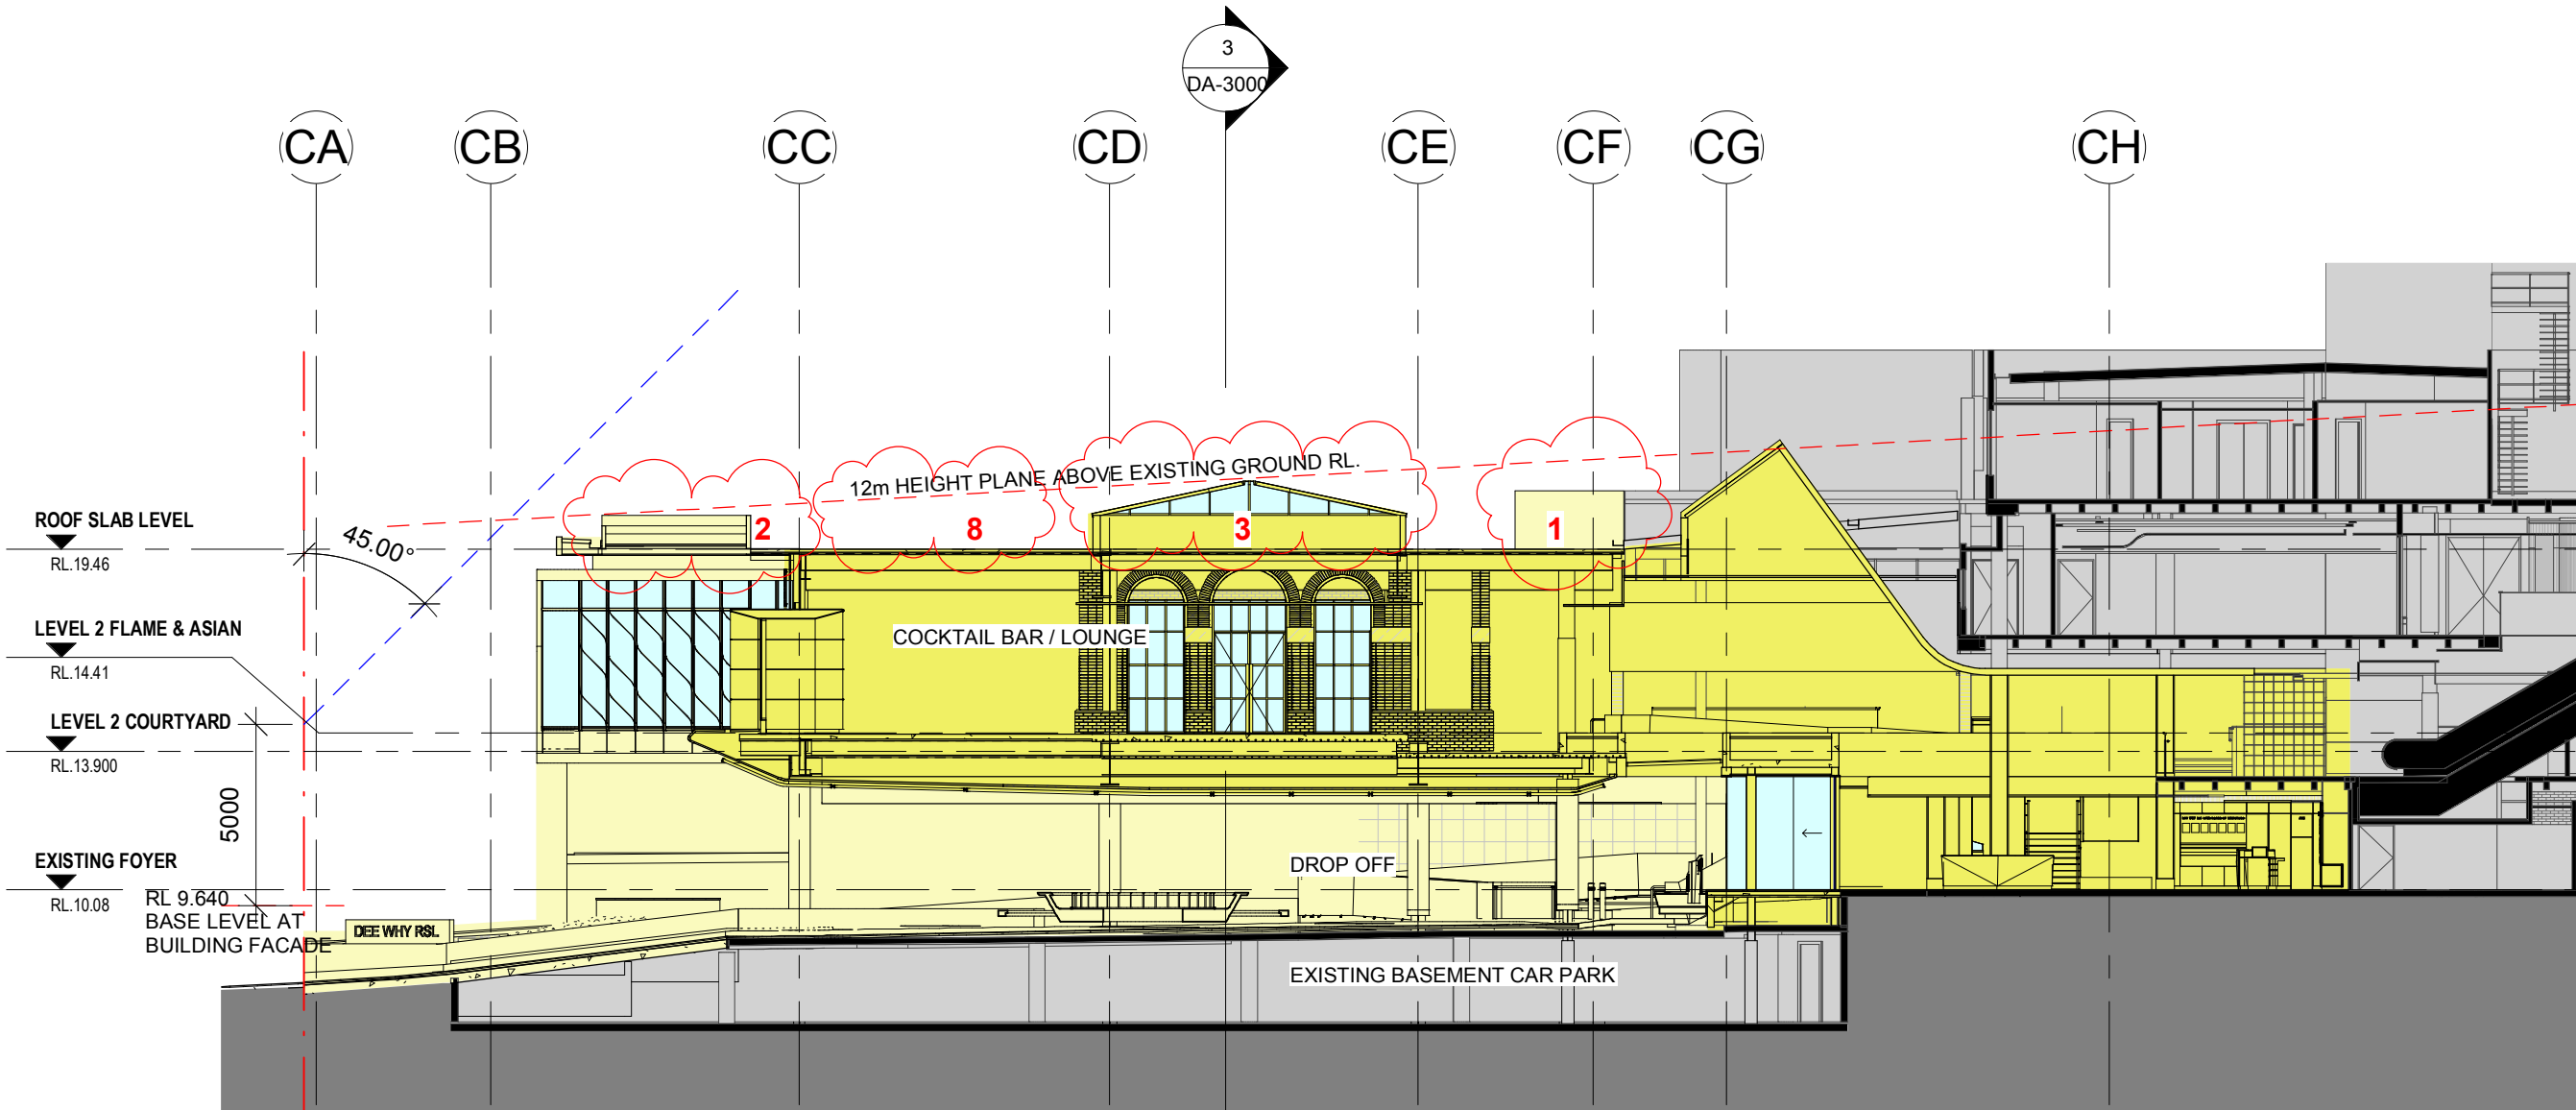 3
DA-3000
CA CB CC CD CE CF CG CH
12m HEIGHT PLANE ABOVE EXISTING GROUND RL.
ROOF SLAB LEVEL
RL.19.46
45.00°
2 8 3 1
LEVEL 2 FLAME & ASIAN
RL.14.41
COCKTAIL BAR / LOUNGE
LEVEL 2 COURTYARD
RL.13.900
5000
EXISTING FOYER
RL.10.08
DROP OFF
RL 9.640
BASE LEVEL AT
BUILDING FACADE
DEE WHY RSL
EXISTING BASEMENT CAR PARK